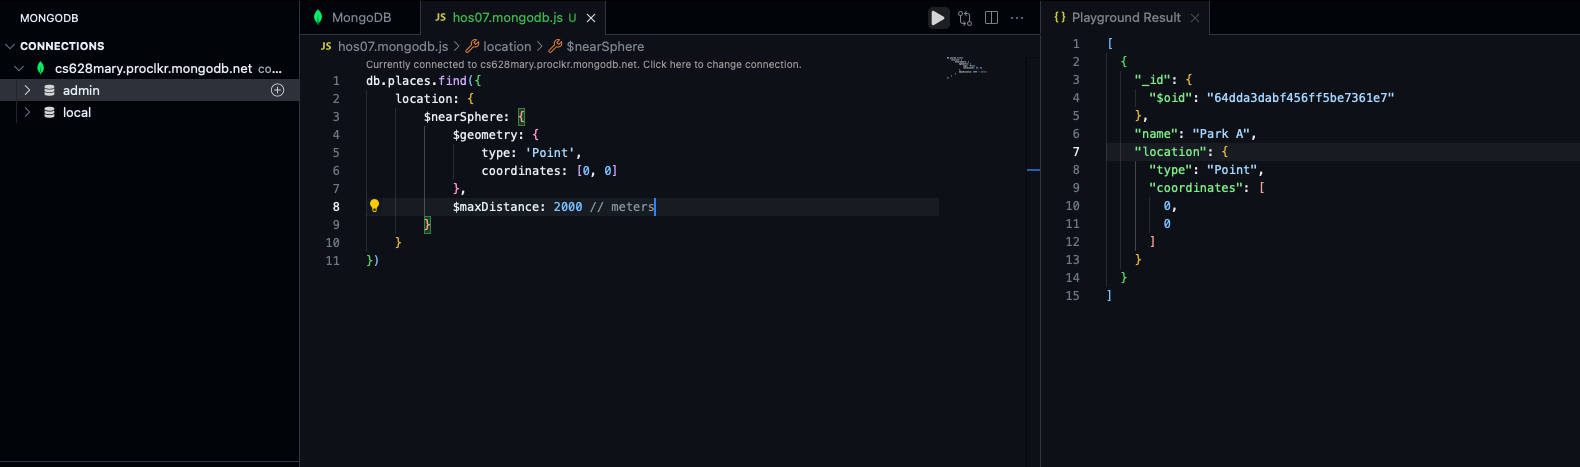 MONGODB
CONNECTIONS
cs628mary.proclkr.mongodb.net co...
admin
local
MongoDB
JS hos07.mongodb.js U
JS hos07.mongodb.js > location > $nearSphere
Currently connected to cs628mary.proclkr.mongodb.net. Click here to change connection.
1 db.places.find({
2 location: {
3 $nearSphere: {
4 $geometry: {
5 type: 'Point',
6 coordinates: [0, 0]
7 },
8 $maxDistance: 2000 // meters
9 }
10 }
11 })
{} Playground Result
1 [
2 {
3 "_id": {
4 "$oid": "64dda3dabf456ff5be7361e7"
5 },
6 "name": "Park A",
7 "location": {
8 "type": "Point",
9 "coordinates": [
10 0,
11 0
12 ]
13 }
14 }
15 ]